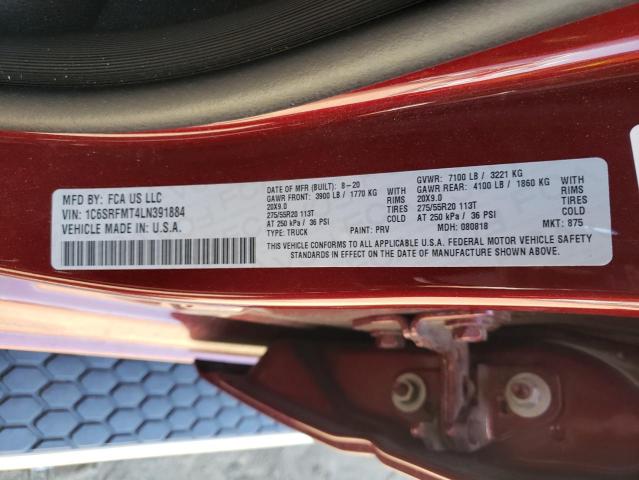 MFD BY: FCA US LLC
VIN: 1C6SRFMT4LN391884
VEHICLE MADE IN: U.S.A.
DATE OF MFR (BUILT): 8-20
GAWR FRONT: 3900 LB / 1770 KG
20X9.0 RIMS
275/55R20 113T TIRES
AT 250 kPa / 36 PSI COLD
TYPE: TRUCK PAINT: PRV
GVWR: 7100 LB / 3221 KG
GAWR REAR: 4100 LB / 1860 KG
20X9.0 RIMS
275/55R20 113T TIRES
AT 250 kPa / 36 PSI COLD
MDH: 080818 MKT: 875
THIS VEHICLE CONFORMS TO ALL APPLICABLE U.S.A. FEDERAL MOTOR VEHICLE SAFETY
STANDARDS IN EFFECT ON THE DATE OF MANUFACTURE SHOWN ABOVE.